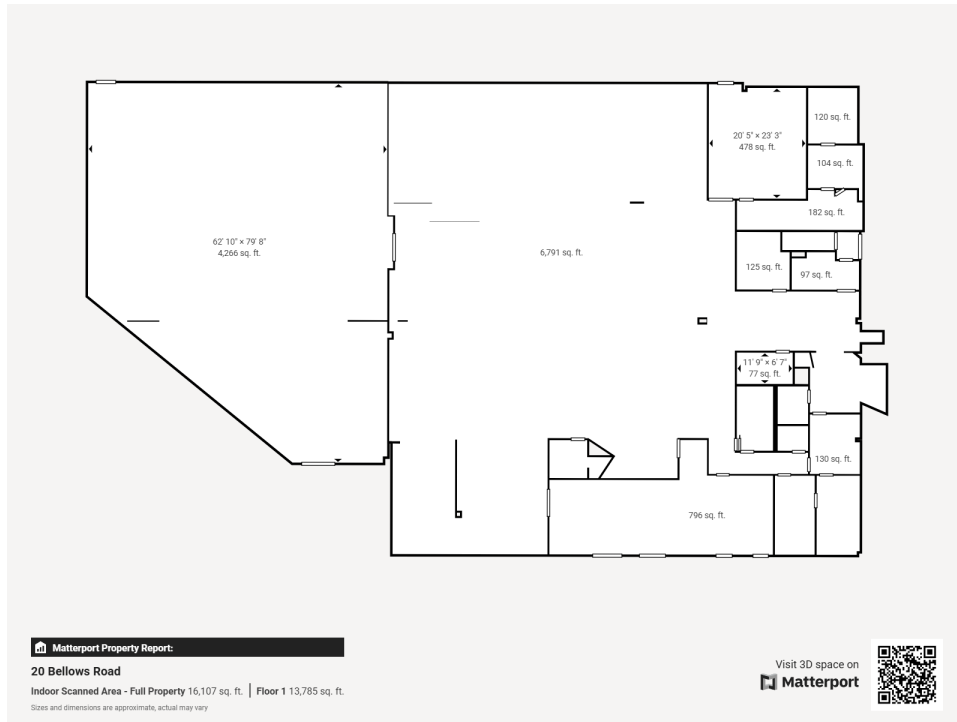 120 sq. ft.
20' 5" × 23' 3"
478 sq. ft.
104 sq. ft.
182 sq. ft.
62' 10" × 79' 8"
4,266 sq. ft.
6,791 sq. ft.
125 sq. ft.
97 sq. ft.
11' 9" × 6' 7"
77 sq. ft.
130 sq. ft.
796 sq. ft.
Matterport Property Report:
20 Bellows Road
Indoor Scanned Area - Full Property 16,107 sq. ft. | Floor 1 13,785 sq. ft.
Sizes and dimensions are approximate, actual may vary
Visit 3D space on
Matterport